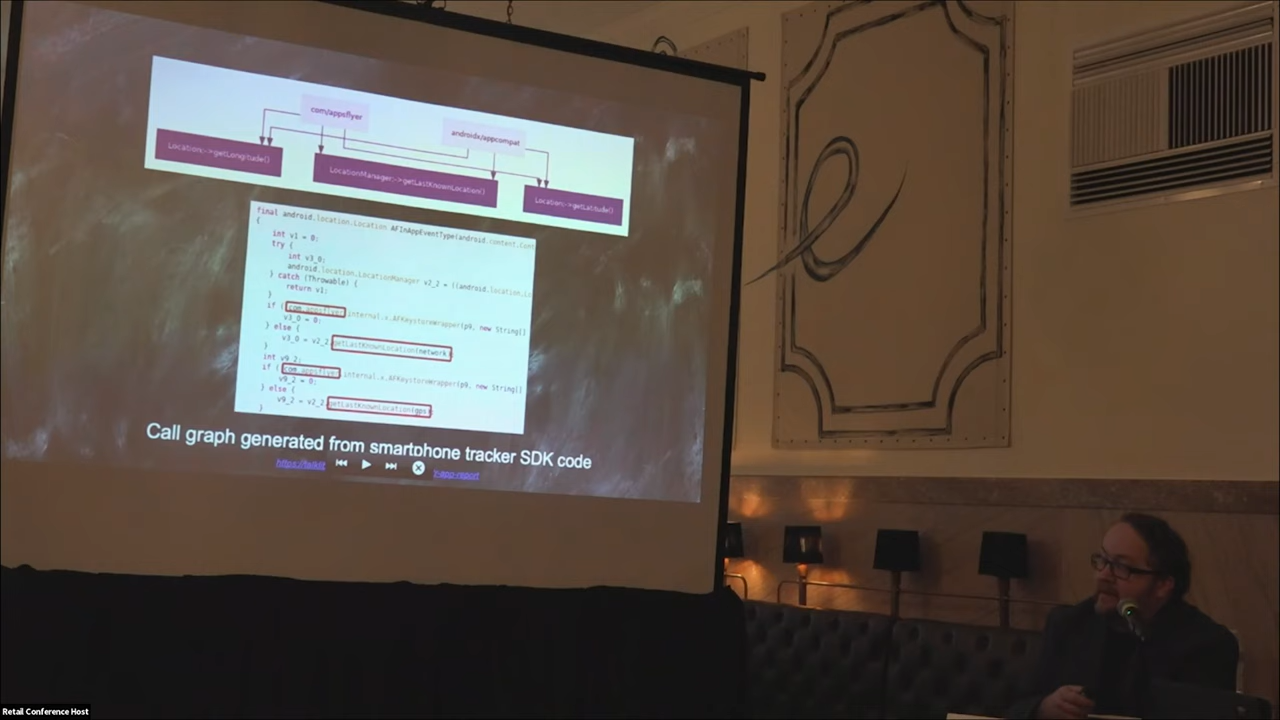 com/appsflyer
androidx/appcompat
Location;->getLongitude()
LocationManager;->getLastKnownLocation()
Location;->getLatitude()
final android.location.Location AFInAppEventType(android.content.Cont
{
int v1 = 0;
try {
int v3_0;
android.location.LocationManager v2_2 = ((android.location.Lo
} catch (Throwable) {
return v1;
}
if ( com.appsflyer.internal.x.AFKeystoreWrapper(p9, new String[]
v3_0 = 0;
} else {
v3_0 = v2_2.getLastKnownLocation(network)
}
int v9_2;
if ( com.appsflyer.internal.x.AFKeystoreWrapper(p9, new String[]
v9_2 = 0;
} else {
v9_2 = v2_2.getLastKnownLocation(gps)
}
Call graph generated from smartphone tracker SDK code
-app-report
e
Retail Conference Host